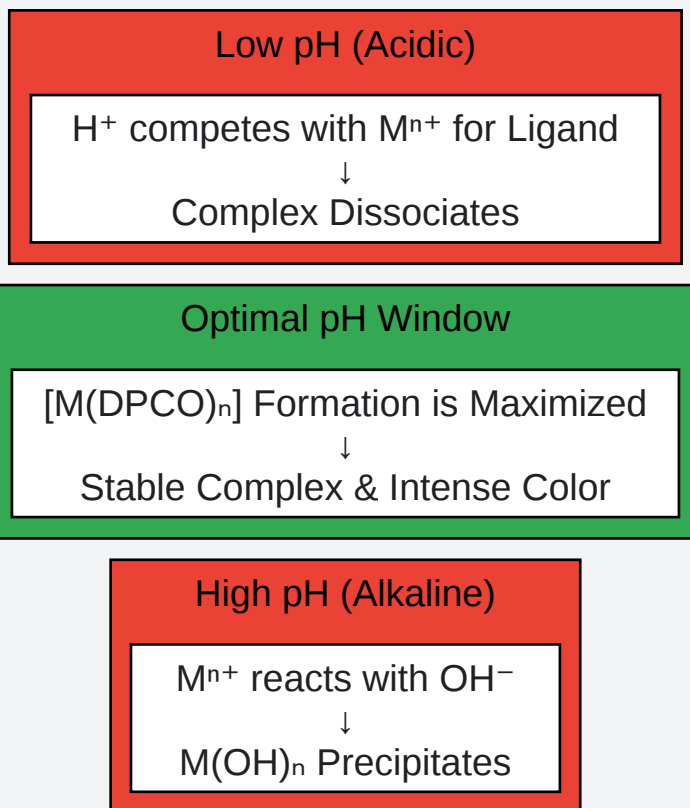 Low pH (Acidic)
H⁺ competes with Mⁿ⁺ for Ligand
↓
Complex Dissociates
Optimal pH Window
[M(DPCO)ₙ] Formation is Maximized
↓
Stable Complex & Intense Color
High pH (Alkaline)
Mⁿ⁺ reacts with OH⁻
↓
M(OH)ₙ Precipitates